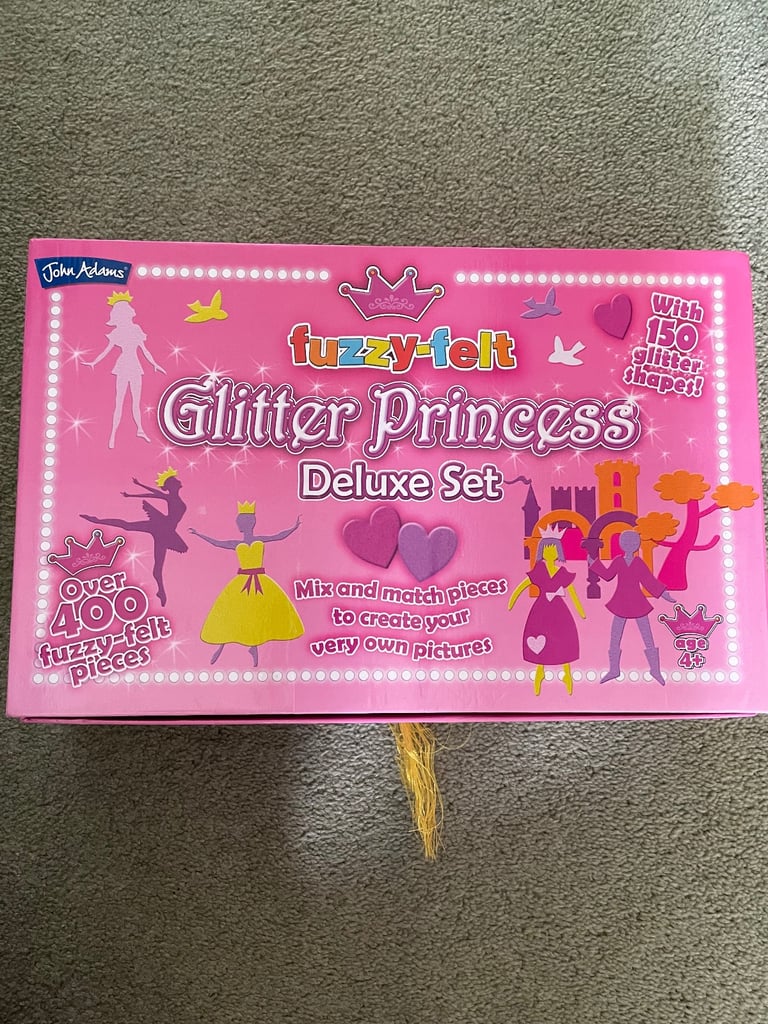 John Adams
fuzzy-felt
With
150
glitter
shapes!
Glitter Princess
Deluxe Set
Over
400
fuzzy-felt
pieces
Mix and match pieces
to create your
very own pictures
age
4+